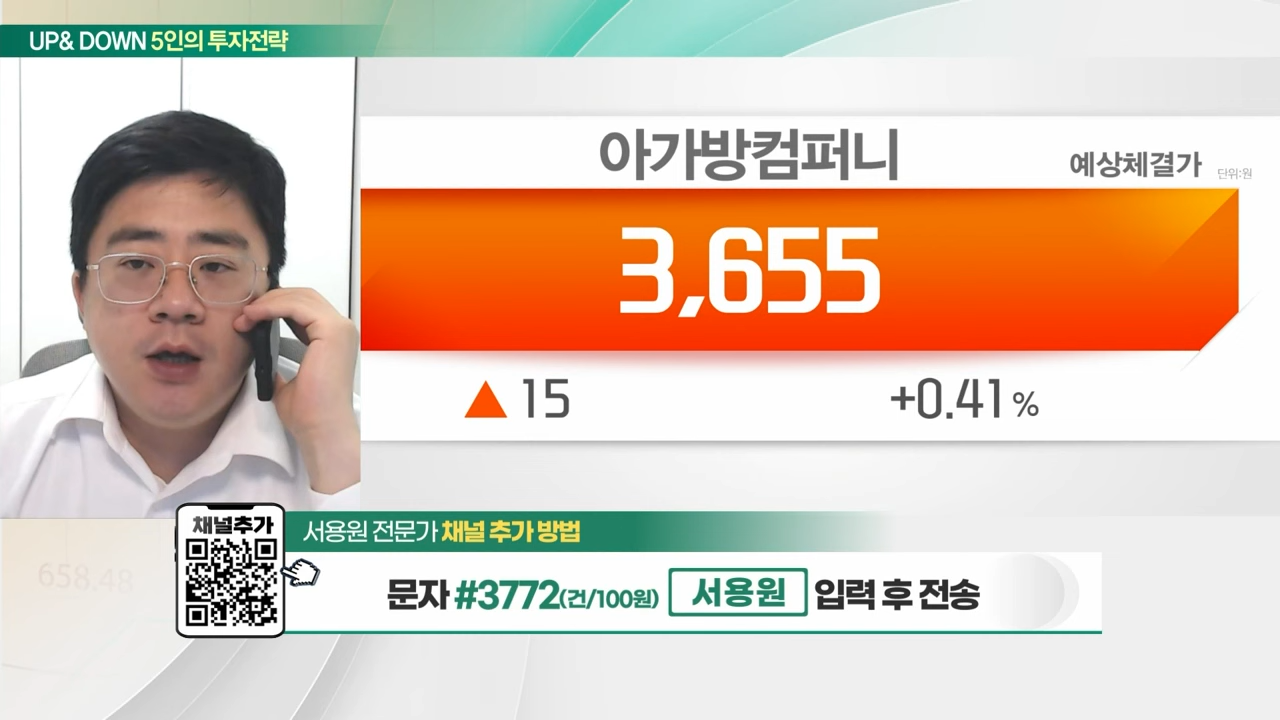 UP& DOWN 5인의 투자전략
아가방컴퍼니
예상체결가
단위:원
3,655
▲ 15
+0.41 %
채널추가
서용원 전문가 채널 추가 방법
문자 #3772(건/100원) 서용원 입력 후 전송
658.48